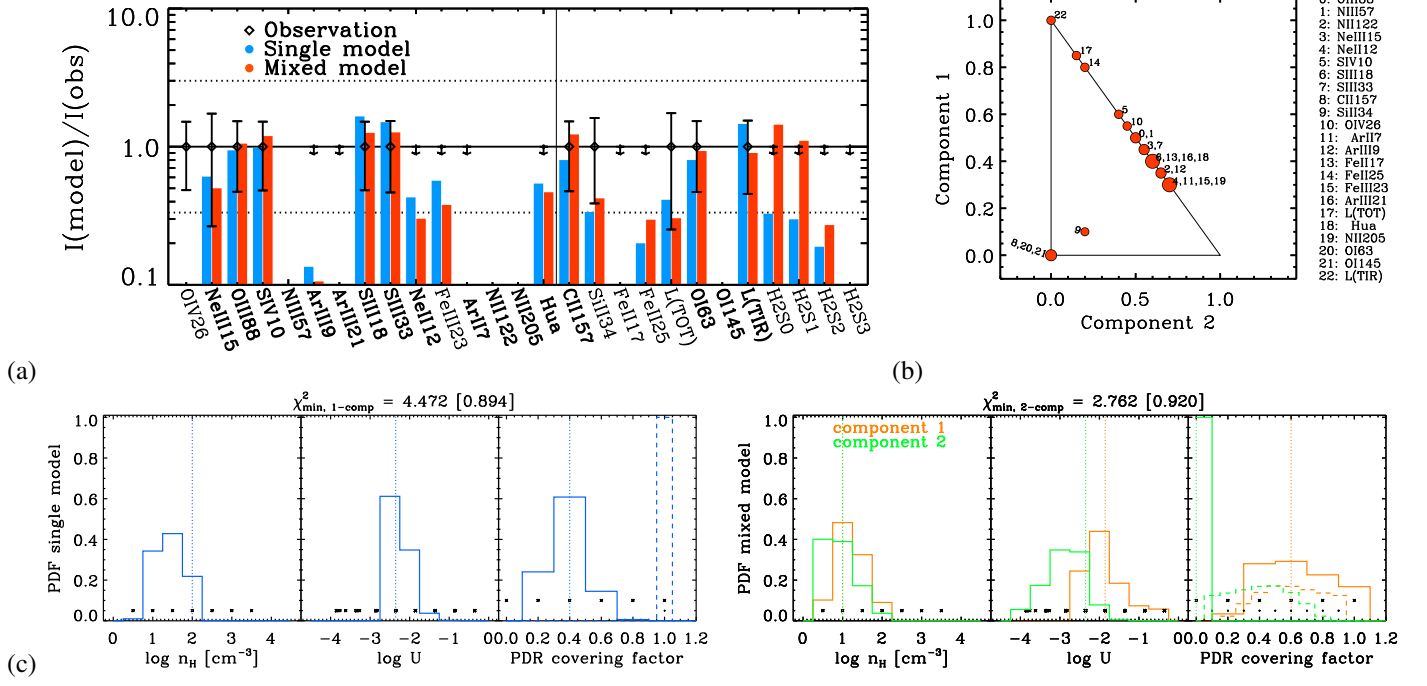 10.0
1.0
0.1
I(model)/I(obs)
Observation
Single model
Mixed model
OIV26
NeIII15
OIII88
SIV10
NIII57
ArIII9
ArIII21
SIII18
SIII33
NeII12
FeIII23
ArII7
NII122
NII205
Hua
CII157
SiII34
FeII17
FeII25
L(TOT)
OI63
OI145
L(TIR)
H2S0
H2S1
H2S2
H2S3
(a)
1.0
0.8
0.6
0.4
0.2
0.0
Component 1
22
17
14
5
10
0,1
3,7
6,13,16,18
2,12
4,11,15,19
9
8,20,21
0.0 0.5 1.0
Component 2
1: NIII57
2: NII122
3: NeIII15
4: NeII12
5: SIV10
6: SIII18
7: SIII33
8: CII157
9: SiII34
10: OIV26
11: ArII7
12: ArIII9
13: FeII17
14: FeII25
15: FeIII23
16: ArIII21
17: L(TOT)
18: Hua
19: NII205
20: OI63
21: OI145
22: L(TIR)
(b)
χ²min, 1-comp = 4.472 [0.894]
1.0
0.8
0.6
0.4
0.2
0.0
PDF single model
0 1 2 3 4
log nH [cm⁻³]
−4 −3 −2 −1 0
log U
0.0 0.2 0.4 0.6 0.8 1.0 1.2
PDR covering factor
χ²min, 2-comp = 2.762 [0.920]
component 1
component 2
1.0
0.8
0.6
0.4
0.2
0.0
PDF mixed model
0 1 2 3 4
log nH [cm⁻³]
−4 −3 −2 −1 0
log U
0.0 0.2 0.4 0.6 0.8 1.0 1.2
PDR covering factor
(c)